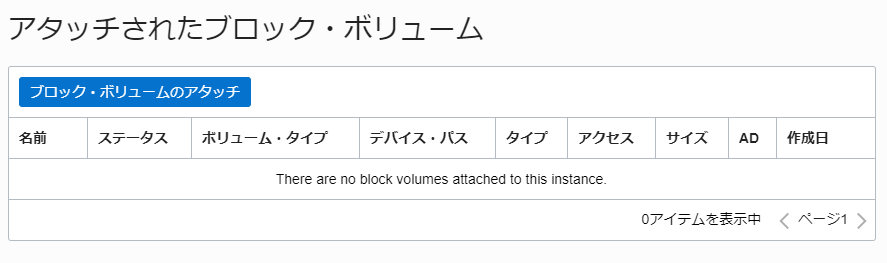 アタッチされたブロック・ボリューム
ブロック・ボリュームのアタッチ
名前 ステータス ボリューム・タイプ デバイス・パス タイプ アクセス サイズ AD 作成日
There are no block volumes attached to this instance.
0アイテムを表示中 ページ1